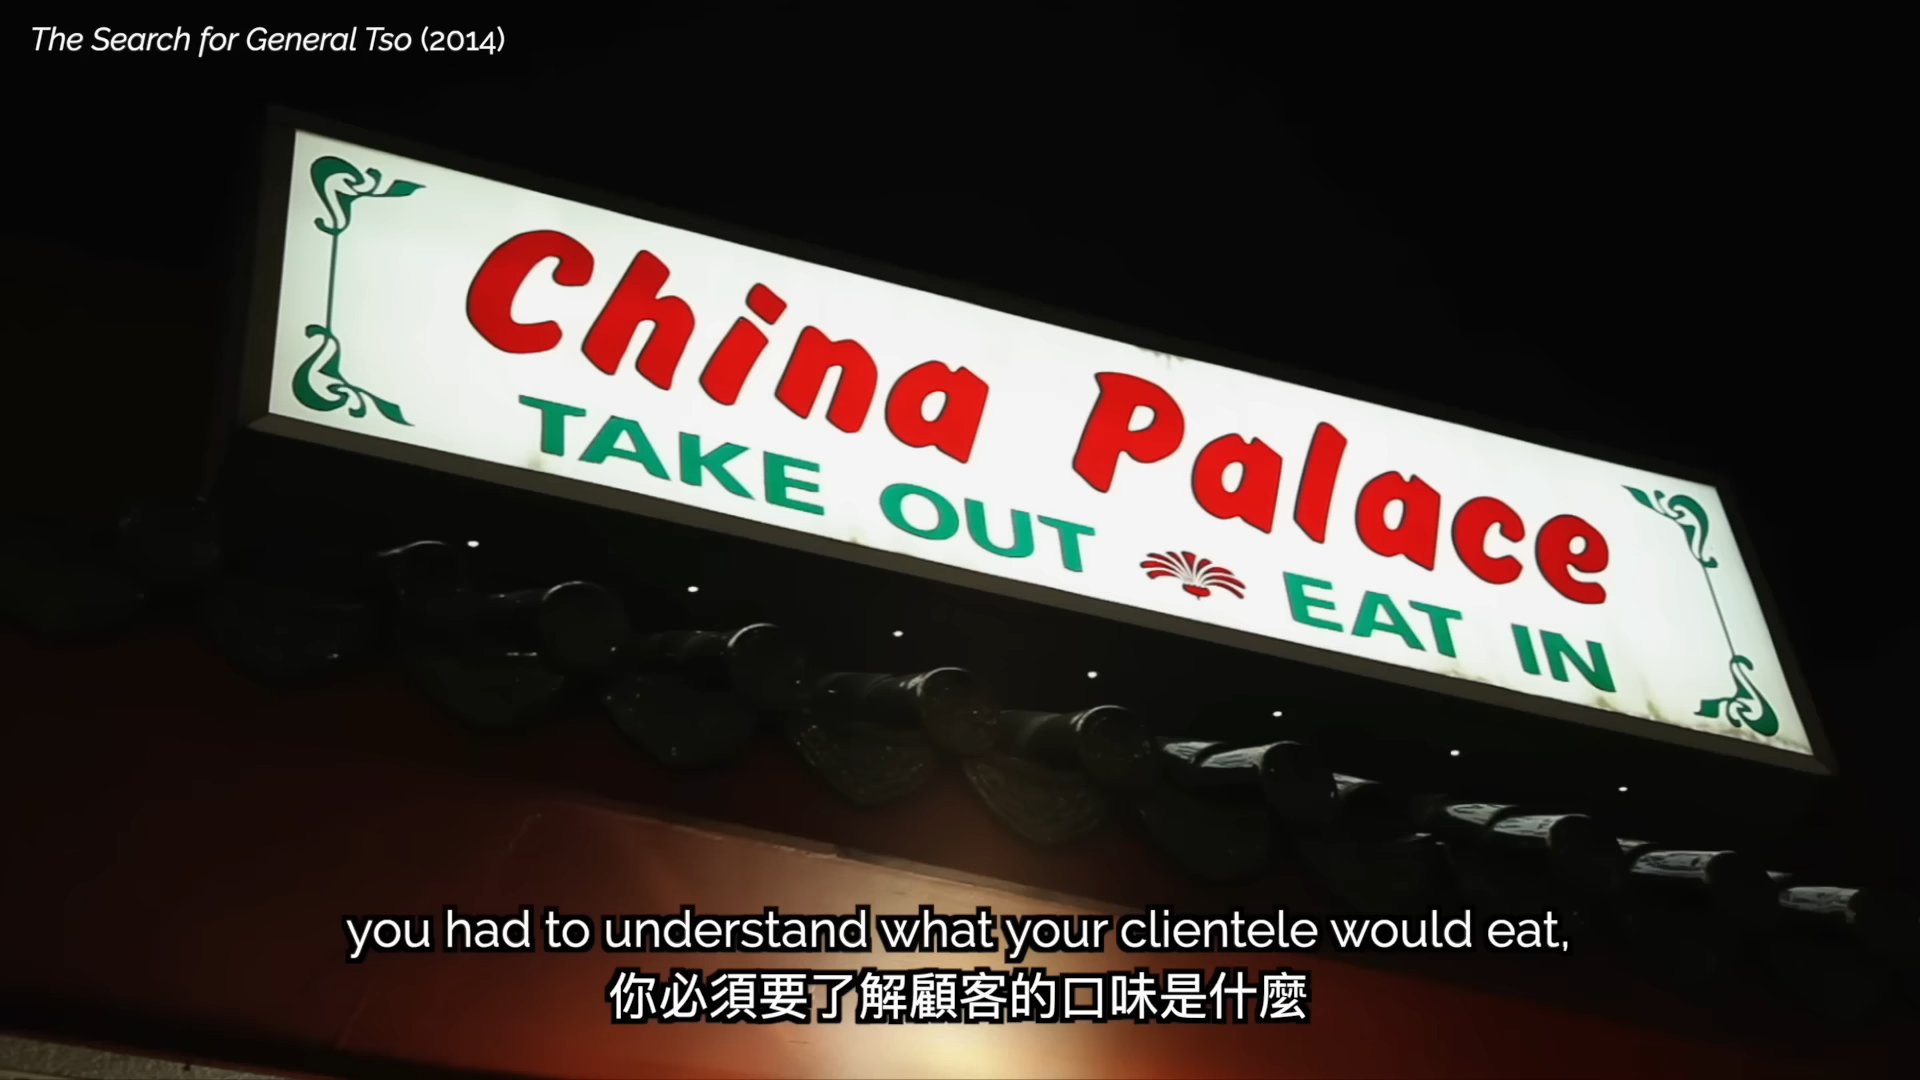 The Search for General Tso (2014)
China Palace
TAKE OUT EAT IN
you had to understand what your clientele would eat,
你必須要了解顧客的口味是什麼